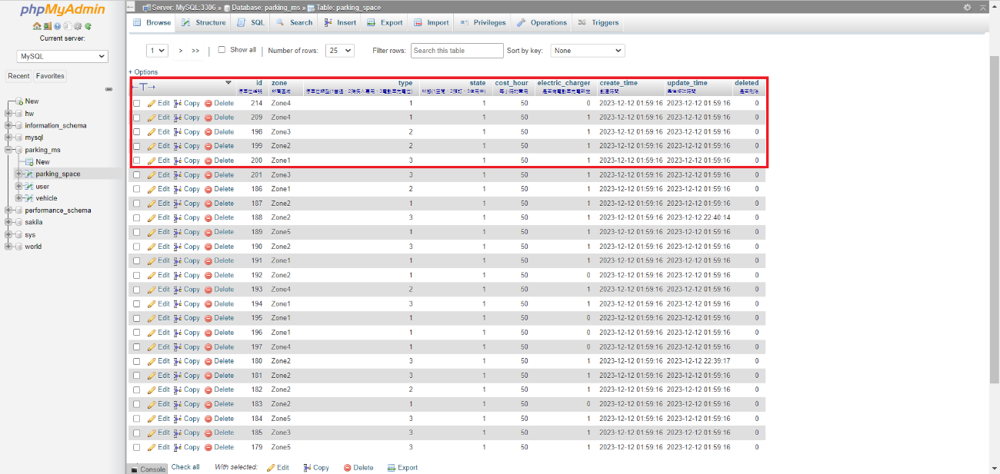 phpMyAdmin
Current server:
MySQL
Recent Favorites
New
hw
information_schema
mysql
parking_ms
New
parking_space
user
vehicle
performance_schema
sakila
sys
world
Server: MySQL:3306 » Database: parking_ms » Table: parking_space
Browse Structure SQL Search Insert Export Import Privileges Operations Triggers
1 > >> Show all Number of rows: 25 Filter rows: Search this table Sort by key: None
+ Options
id zone type state cost_hour electric_charger create_time update_time deleted
停車位編號 所屬區域 每小時的費用 創建時間 最後修改時間 是否刪除
Edit Copy Delete 214 Zone4 1 1 50 0 2023-12-12 01:59:16 2023-12-12 01:59:16 0
Edit Copy Delete 209 Zone4 1 1 50 1 2023-12-12 01:59:16 2023-12-12 01:59:16 0
Edit Copy Delete 198 Zone3 2 1 50 1 2023-12-12 01:59:16 2023-12-12 01:59:16 0
Edit Copy Delete 199 Zone2 2 1 50 1 2023-12-12 01:59:16 2023-12-12 01:59:16 0
Edit Copy Delete 200 Zone1 3 1 50 1 2023-12-12 01:59:16 2023-12-12 01:59:16 0
Edit Copy Delete 201 Zone3 3 1 50 1 2023-12-12 01:59:16 2023-12-12 01:59:16 0
Edit Copy Delete 186 Zone1 2 1 50 1 2023-12-12 01:59:16 2023-12-12 01:59:16 0
Edit Copy Delete 187 Zone2 1 1 50 1 2023-12-12 01:59:16 2023-12-12 01:59:16 0
Edit Copy Delete 188 Zone2 3 1 50 1 2023-12-12 01:59:16 2023-12-12 22:40:14 0
Edit Copy Delete 189 Zone5 1 1 50 1 2023-12-12 01:59:16 2023-12-12 01:59:16 0
Edit Copy Delete 190 Zone2 3 1 50 1 2023-12-12 01:59:16 2023-12-12 01:59:16 0
Edit Copy Delete 191 Zone1 1 1 50 1 2023-12-12 01:59:16 2023-12-12 01:59:16 0
Edit Copy Delete 192 Zone2 1 1 50 0 2023-12-12 01:59:16 2023-12-12 01:59:16 0
Edit Copy Delete 193 Zone4 2 1 50 1 2023-12-12 01:59:16 2023-12-12 01:59:16 0
Edit Copy Delete 194 Zone1 3 1 50 1 2023-12-12 01:59:16 2023-12-12 01:59:16 0
Edit Copy Delete 195 Zone1 1 1 50 0 2023-12-12 01:59:16 2023-12-12 01:59:16 0
Edit Copy Delete 196 Zone1 1 1 50 0 2023-12-12 01:59:16 2023-12-12 01:59:16 0
Edit Copy Delete 197 Zone4 1 1 50 0 2023-12-12 01:59:16 2023-12-12 01:59:16 0
Edit Copy Delete 180 Zone2 3 1 50 1 2023-12-12 01:59:16 2023-12-12 22:39:17 0
Edit Copy Delete 181 Zone2 3 1 50 1 2023-12-12 01:59:16 2023-12-12 01:59:16 0
Edit Copy Delete 182 Zone2 2 1 50 1 2023-12-12 01:59:16 2023-12-12 01:59:16 0
Edit Copy Delete 183 Zone2 1 1 50 0 2023-12-12 01:59:16 2023-12-12 01:59:16 0
Edit Copy Delete 184 Zone5 3 1 50 1 2023-12-12 01:59:16 2023-12-12 01:59:16 0
Edit Copy Delete 185 Zone3 3 1 50 1 2023-12-12 01:59:16 2023-12-12 01:59:16 0
Edit Copy Delete 179 Zone5 3 1 50 1 2023-12-12 01:59:16 2023-12-12 01:59:16 0
Console Check all With selected: Edit Copy Delete Export